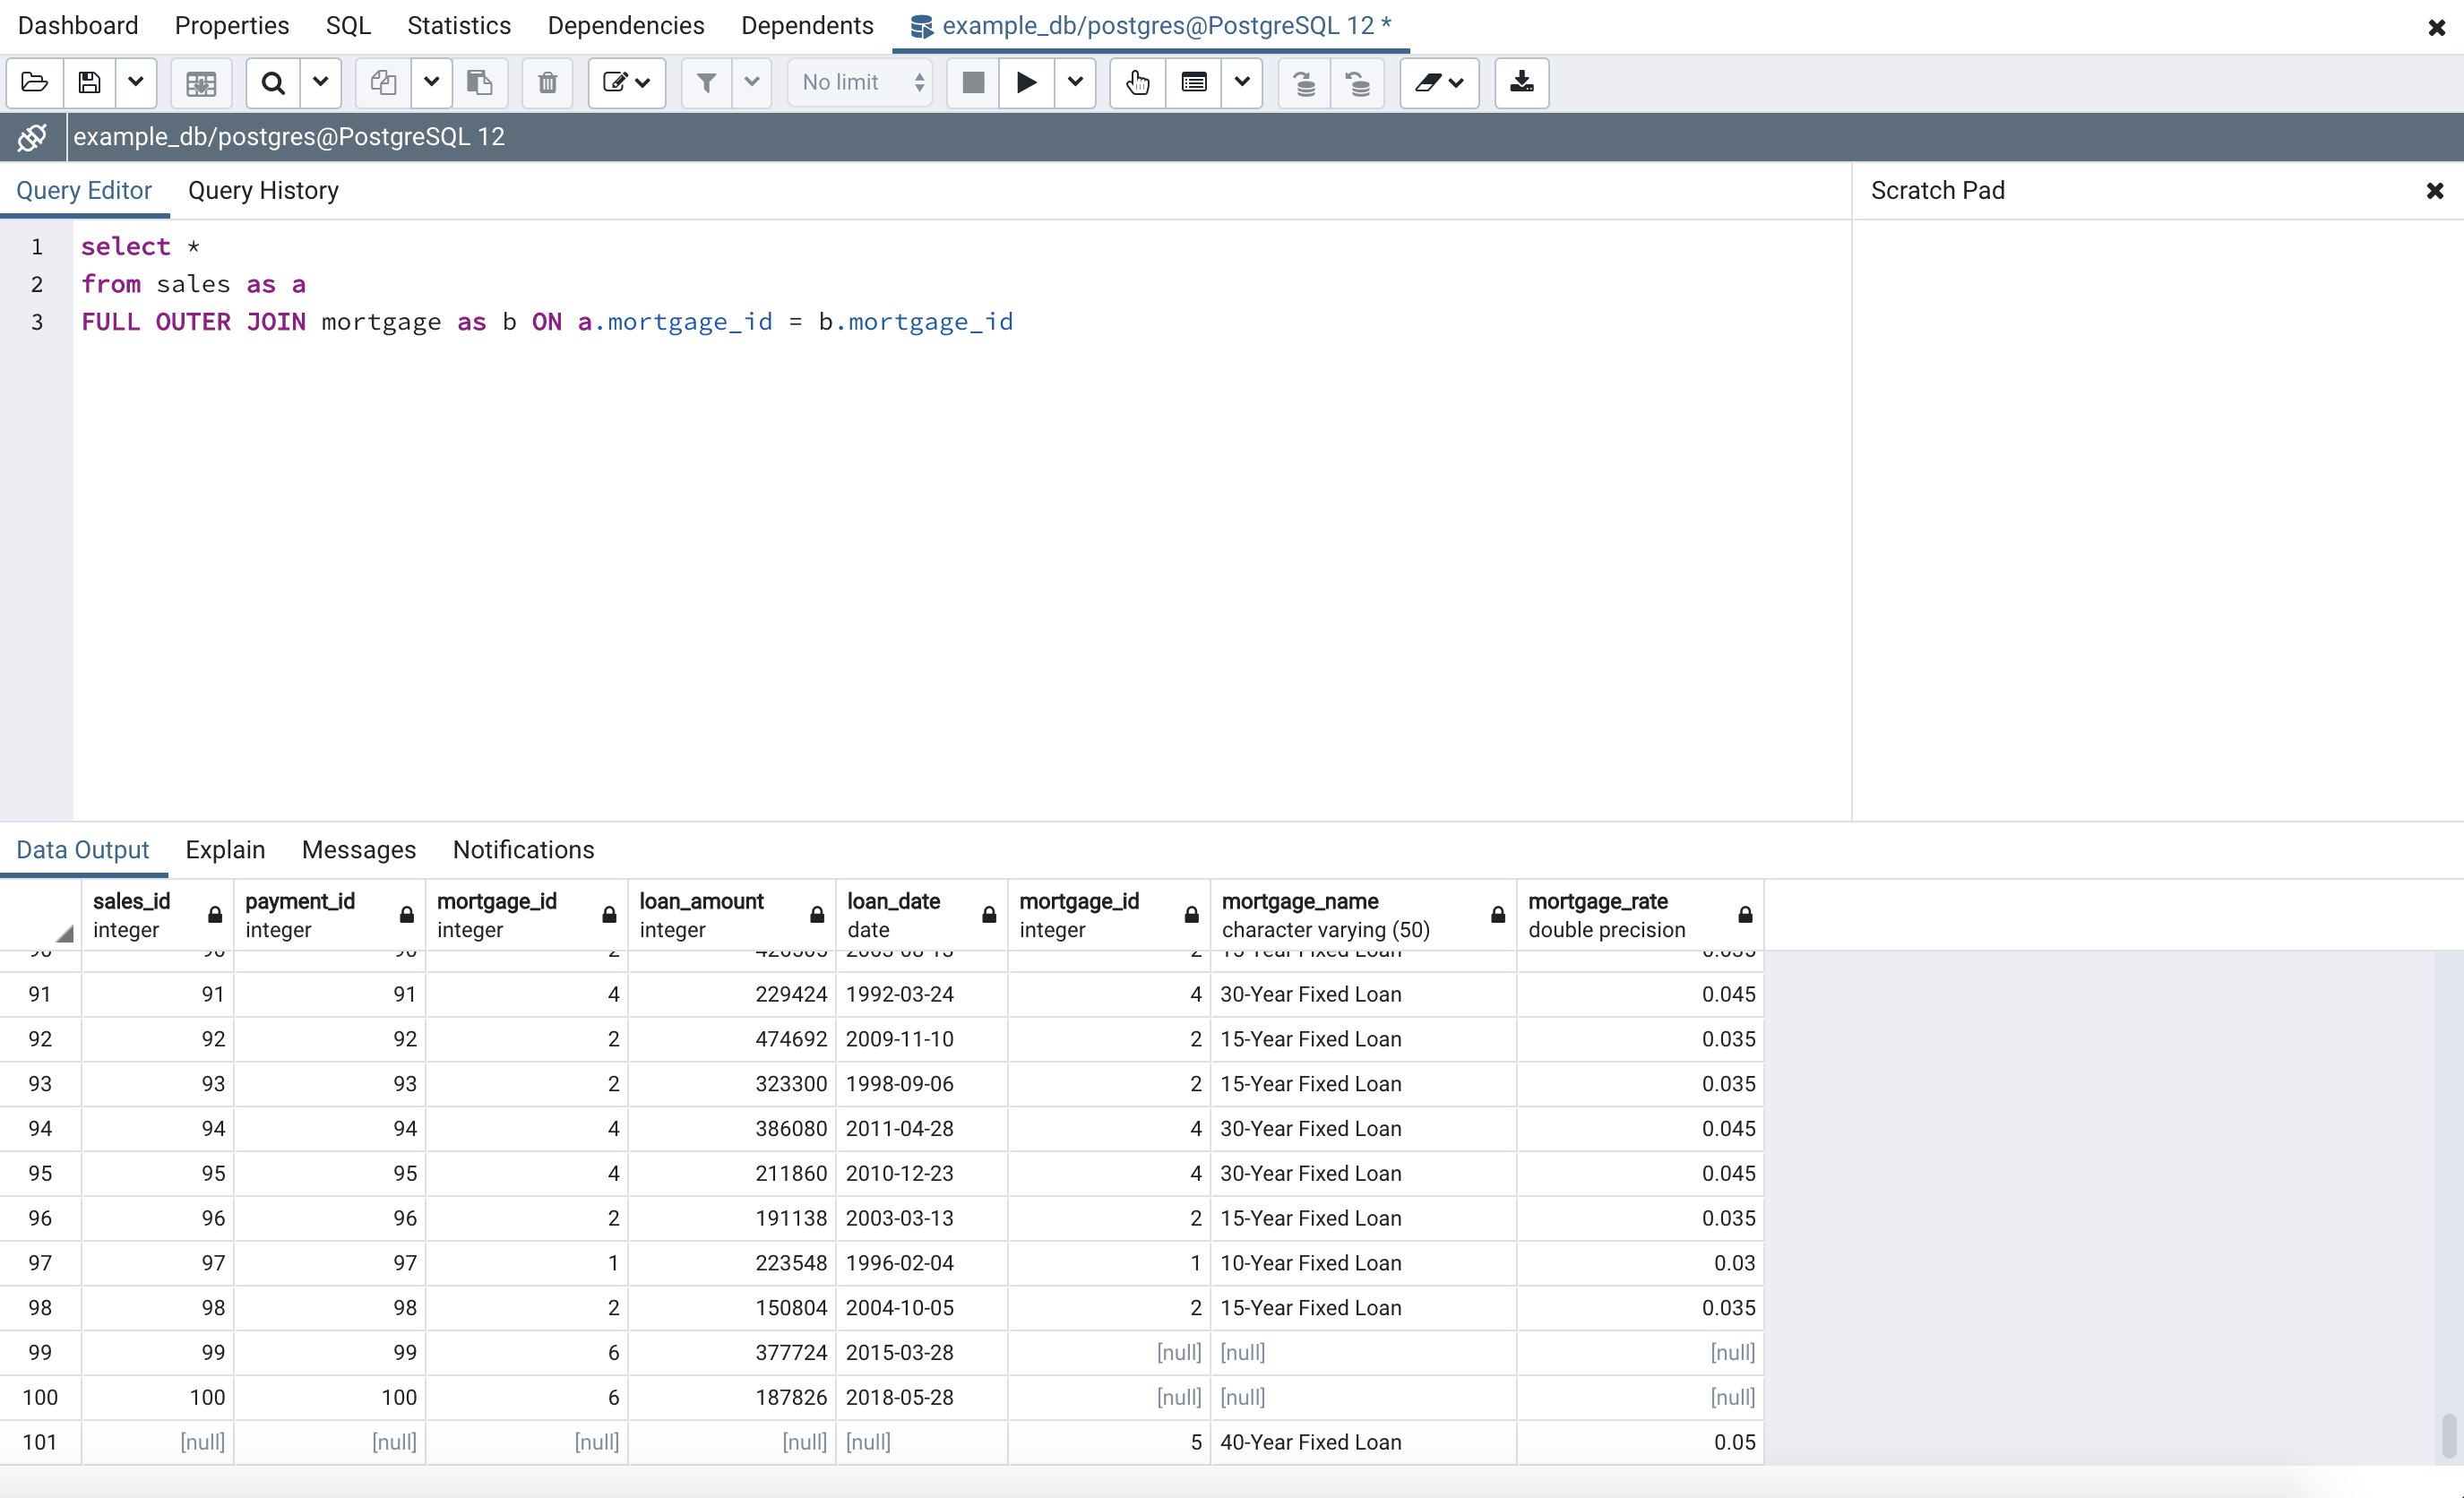 Dashboard Properties SQL Statistics Dependencies Dependents example_db/postgres@PostgreSQL 12 *
No limit
example_db/postgres@PostgreSQL 12
Query Editor Query History Scratch Pad
1 select *
2 from sales as a
3 FULL OUTER JOIN mortgage as b ON a.mortgage_id = b.mortgage_id
Data Output Explain Messages Notifications
sales_id payment_id mortgage_id loan_amount loan_date mortgage_id mortgage_name mortgage_rate
integer integer integer integer date integer character varying (50) double precision
91 91 91 4 229424 1992-03-24 4 30-Year Fixed Loan 0.045
92 92 92 2 474692 2009-11-10 2 15-Year Fixed Loan 0.035
93 93 93 2 323300 1998-09-06 2 15-Year Fixed Loan 0.035
94 94 94 4 386080 2011-04-28 4 30-Year Fixed Loan 0.045
95 95 95 4 211860 2010-12-23 4 30-Year Fixed Loan 0.045
96 96 96 2 191138 2003-03-13 2 15-Year Fixed Loan 0.035
97 97 97 1 223548 1996-02-04 1 10-Year Fixed Loan 0.03
98 98 98 2 150804 2004-10-05 2 15-Year Fixed Loan 0.035
99 99 99 6 377724 2015-03-28 [null] [null] [null]
100 100 100 6 187826 2018-05-28 [null] [null] [null]
101 [null] [null] [null] [null] [null] 5 40-Year Fixed Loan 0.05